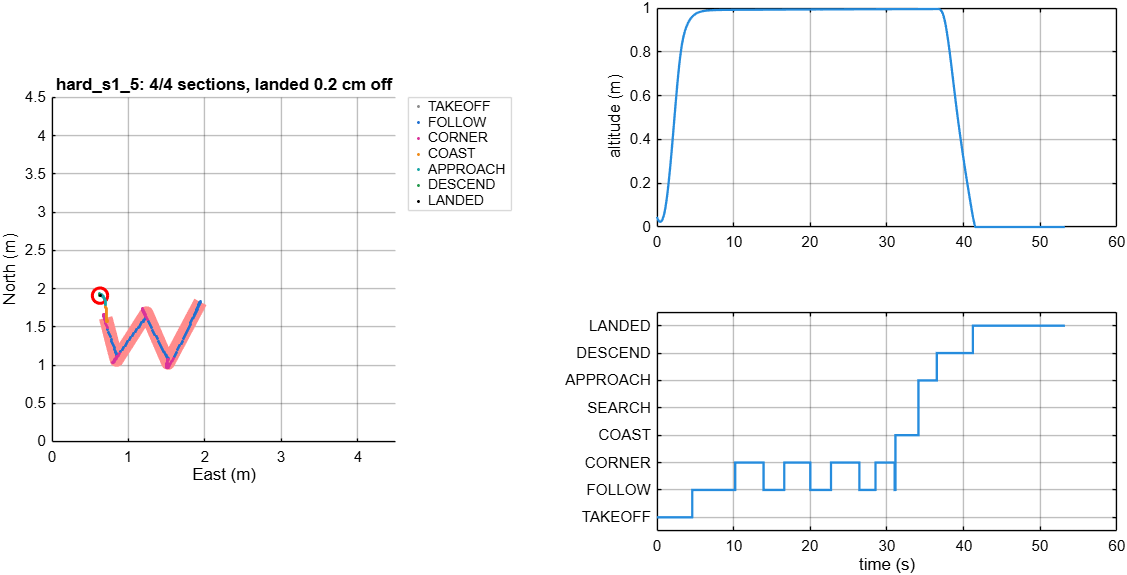 hard_s1_5: 4/4 sections, landed 0.2 cm off
4.5
4
3.5
3
2.5
2
1.5
1
0.5
0
0 1 2 3 4
North (m)
East (m)
TAKEOFF
FOLLOW
CORNER
COAST
APPROACH
DESCEND
LANDED
1
0.8
0.6
0.4
0.2
0
altitude (m)
0 10 20 30 40 50 60
LANDED
DESCEND
APPROACH
SEARCH
COAST
CORNER
FOLLOW
TAKEOFF
0 10 20 30 40 50 60
time (s)